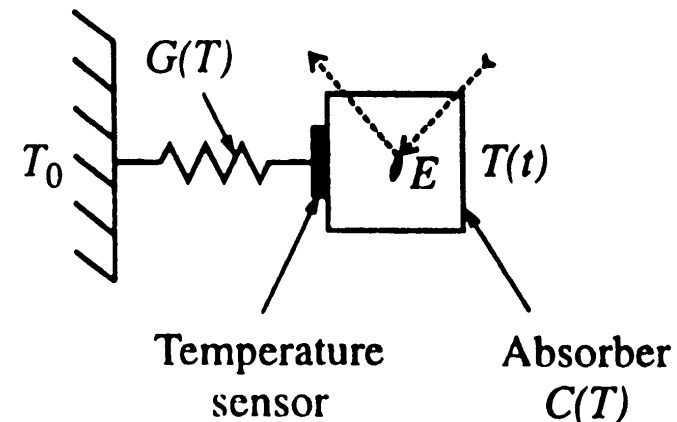 G(T)
T₀
E
T(t)
Temperature
sensor
Absorber
C(T)